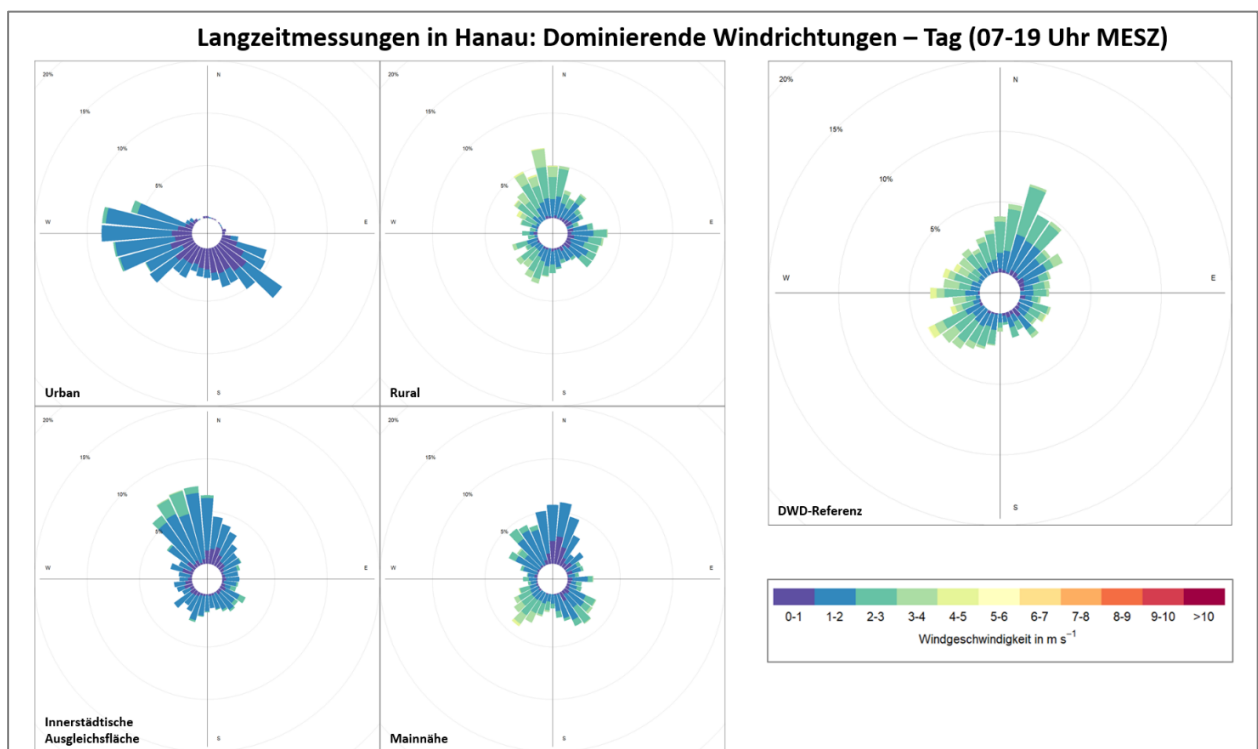 Langzeitmessungen in Hanau: Dominierende Windrichtungen – Tag (07-19 Uhr MESZ)
20%
N
15%
10%
5%
W
E
S
Urban
20%
N
15%
10%
5%
W
E
S
Rural
20%
N
15%
10%
5%
W
E
S
DWD-Referenz
20%
N
15%
10%
5%
W
E
S
Innerstädtische
Ausgleichsfläche
20%
N
15%
10%
5%
W
E
S
Mainnähe
0-1 1-2 2-3 3-4 4-5 5-6 6-7 7-8 8-9 9-10 >10
Windgeschwindigkeit in m s⁻¹